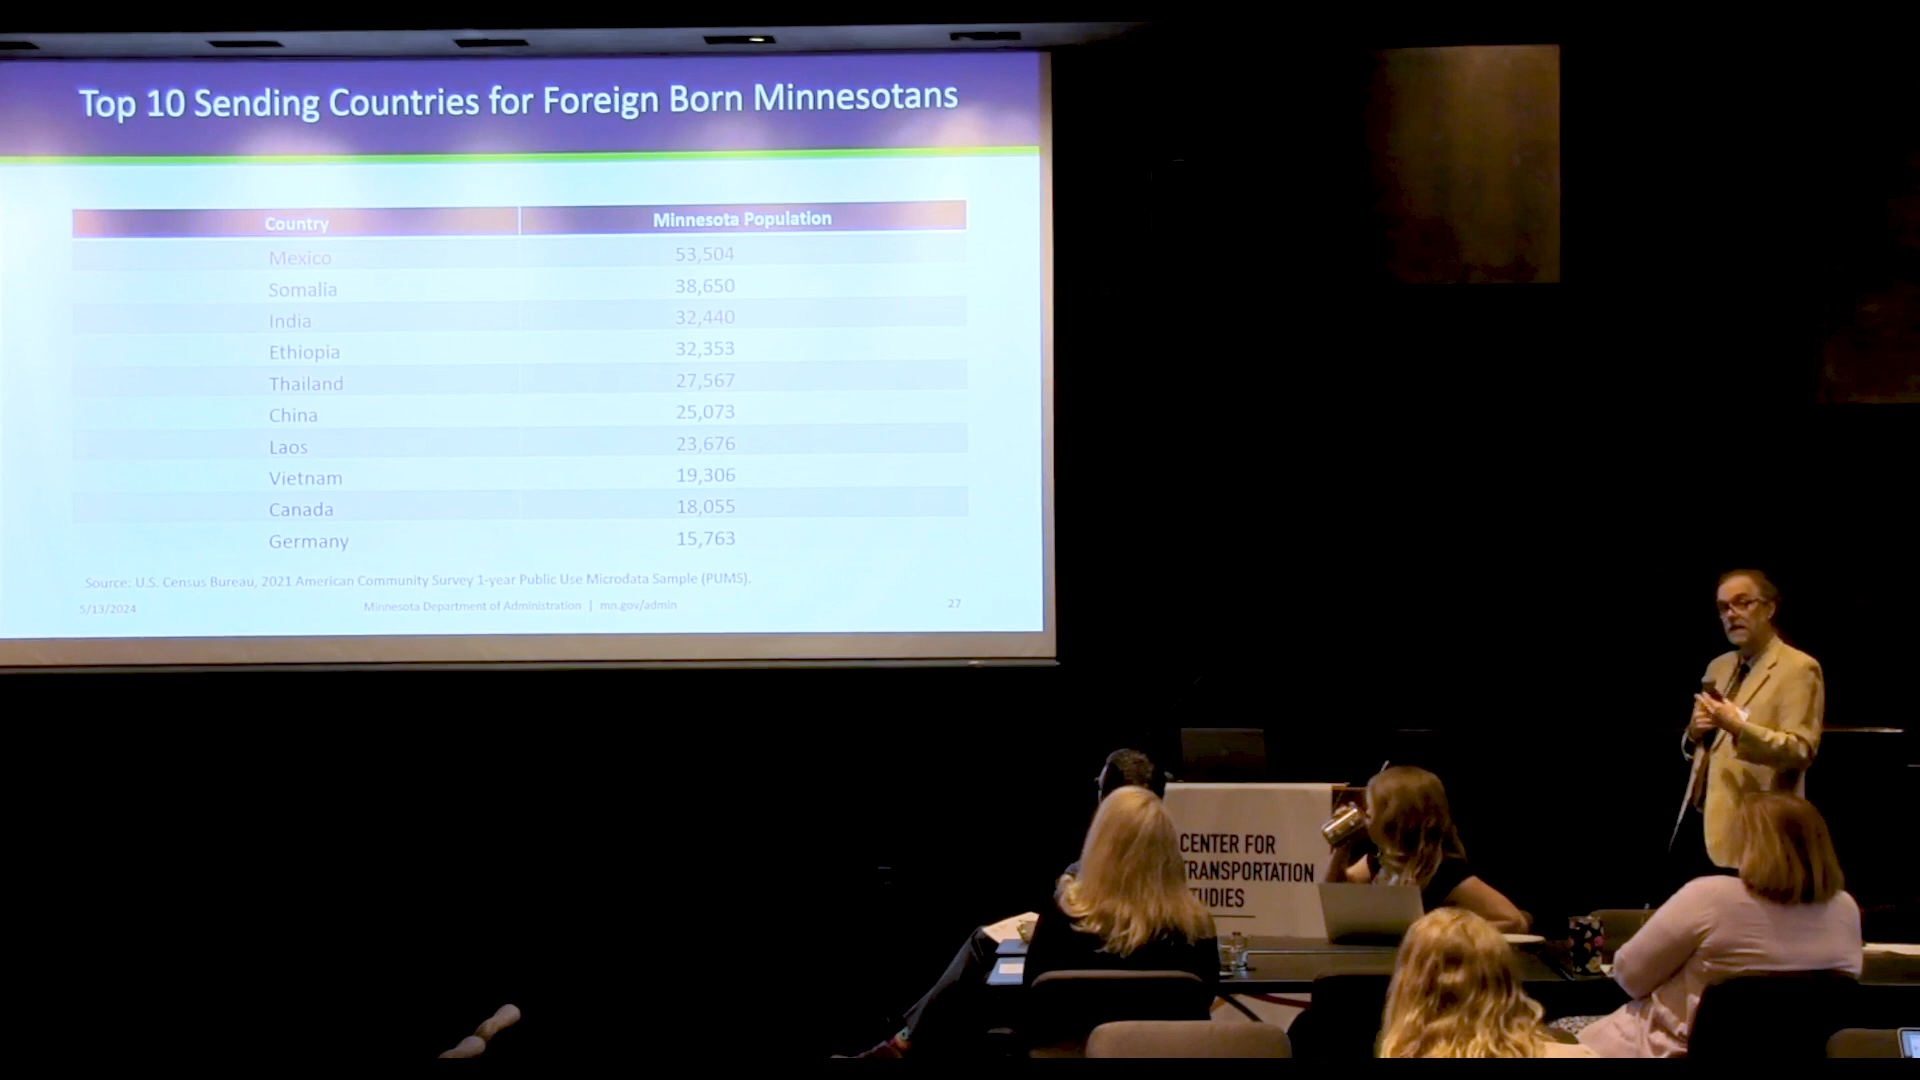 Top 10 Sending Countries for Foreign Born Minnesotans
Country Minnesota Population
Mexico 53,504
Somalia 38,650
India 32,440
Ethiopia 32,353
Thailand 27,567
China 25,073
Laos 23,676
Vietnam 19,306
Canada 18,055
Germany 15,763
Source: U.S. Census Bureau, 2021 American Community Survey 1-year Public Use Microdata Sample (PUMS).
5/13/2024 Minnesota Department of Administration | mn.gov/admin 27
CENTER FOR
TRANSPORTATION
STUDIES